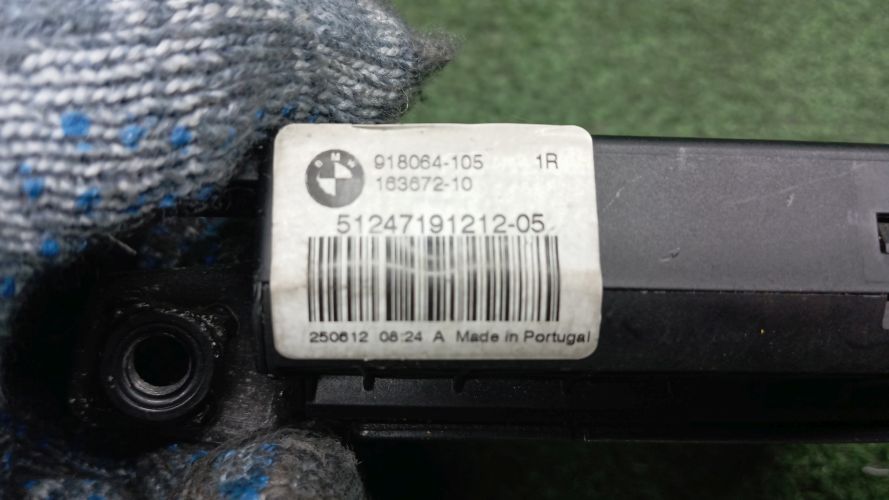 BMW
918064-105 1R
163672-10
51247191212-05
250612 08:24 A Made in Portugal